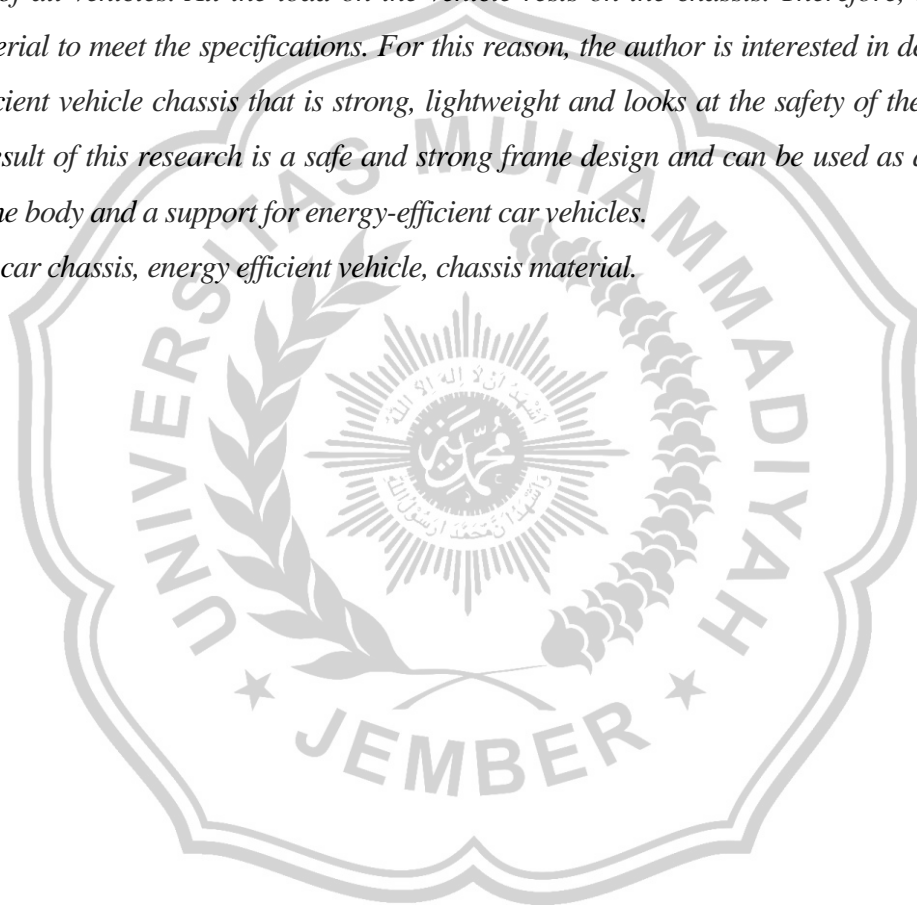 of all vehicles. All the load on the vehicle rests on the chassis. Therefore,
erial to meet the specifications. For this reason, the author is interested in de
cient vehicle chassis that is strong, lightweight and looks at the safety of the
esult of this research is a safe and strong frame design and can be used as a
he body and a support for energy-efficient car vehicles.
car chassis, energy efficient vehicle, chassis material.
UNIVERSITAS MUHAMMADIYAH
JEMBER